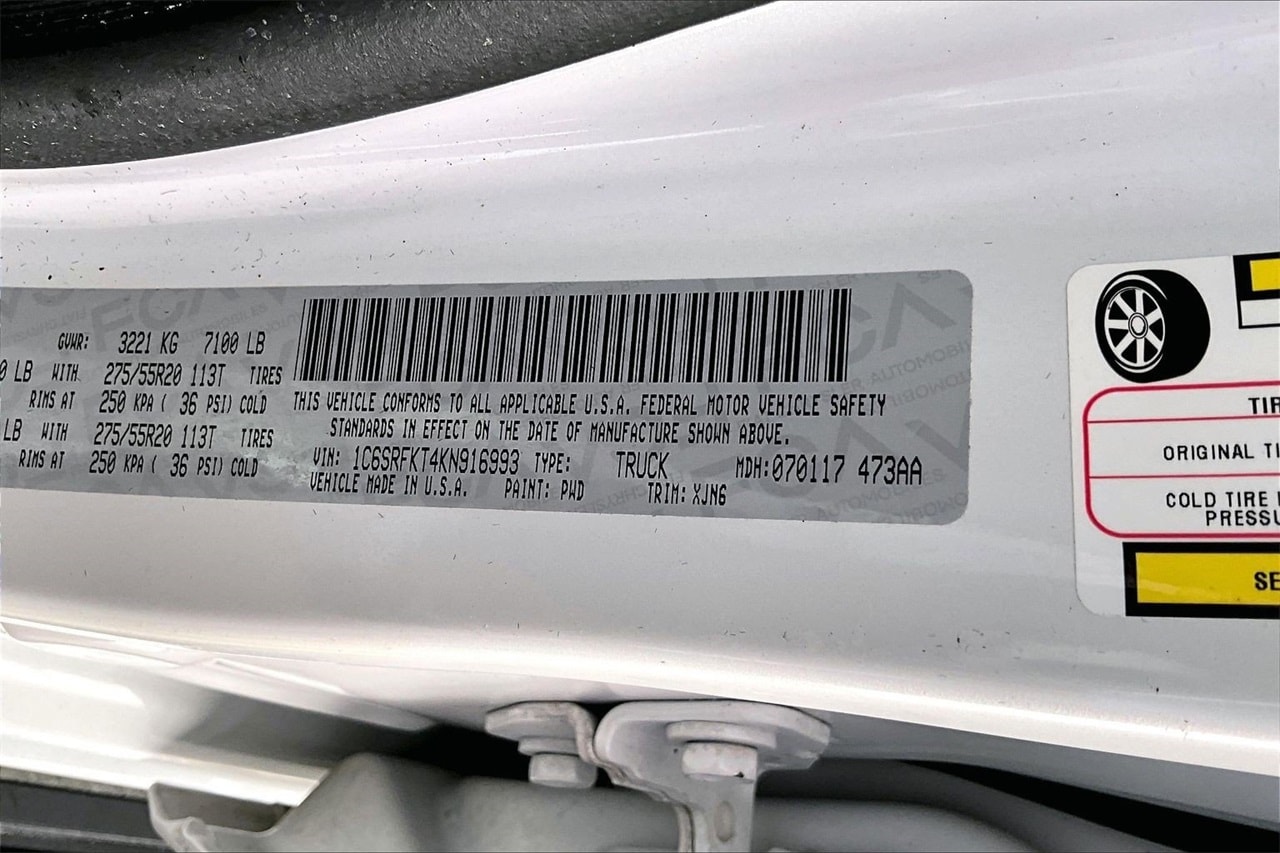 GVWR: 3221 KG 7100 LB
0 LB WITH 275/55R20 113T TIRES
RIMS AT 250 KPA ( 36 PSI) COLD
LB WITH 275/55R20 113T TIRES
RIMS AT 250 KPA ( 36 PSI) COLD
THIS VEHICLE CONFORMS TO ALL APPLICABLE U.S.A. FEDERAL MOTOR VEHICLE SAFETY
STANDARDS IN EFFECT ON THE DATE OF MANUFACTURE SHOWN ABOVE.
VIN: 1C6SRFKT4KN916993 TYPE: TRUCK MDH:070117 473AA
VEHICLE MADE IN U.S.A. PAINT: PWD TRIM: XJN6
TIR
ORIGINAL TI
COLD TIRE
PRESSU
SE